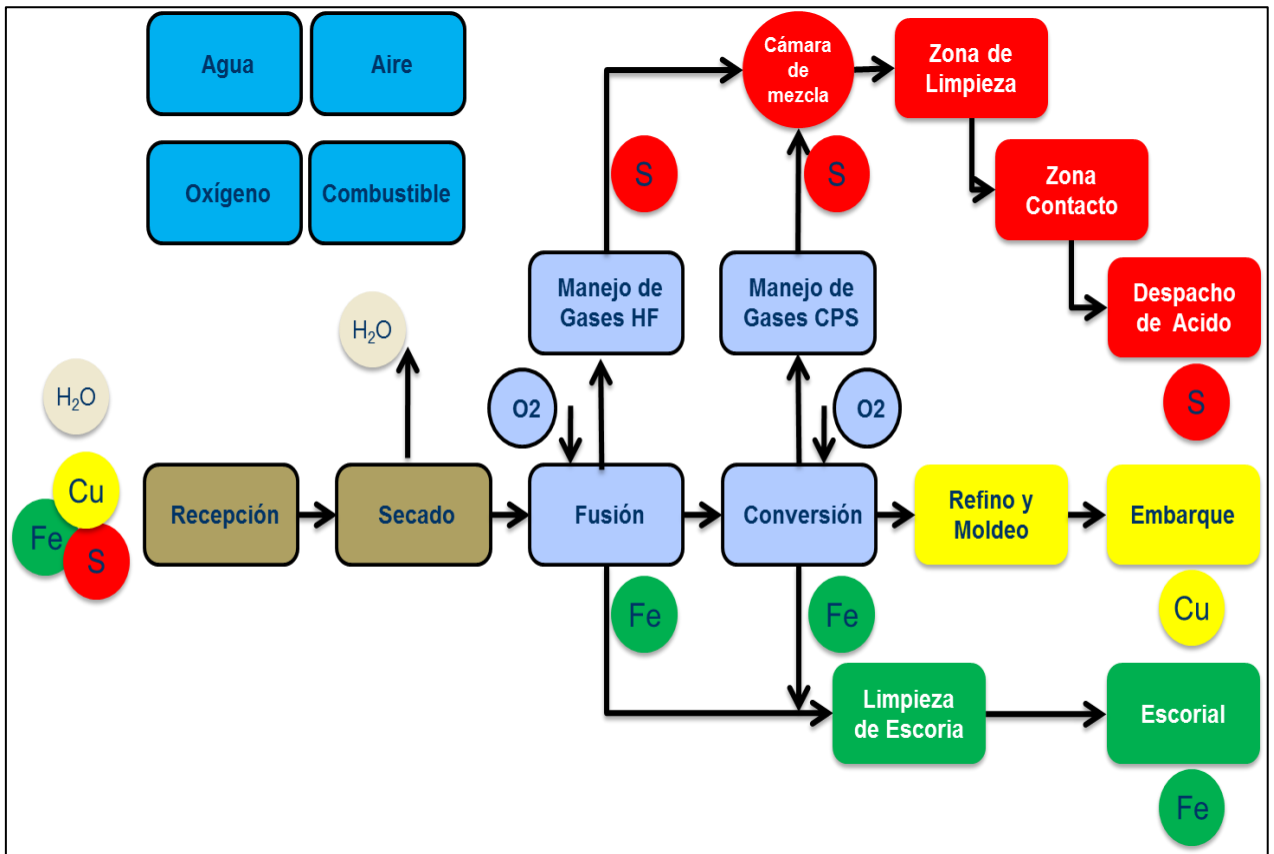 Agua
Aire
Cámara
de
mezcla
Zona de
Limpieza
Oxígeno
Combustible
S
S
Zona
Contacto
Manejo de
Gases HF
Manejo de
Gases CPS
Despacho
de Acido
H₂O
H₂O
O2
O2
S
Cu
Fe
S
Recepción
Secado
Fusión
Conversión
Refino y
Moldeo
Embarque
Fe
Fe
Cu
Limpieza
de Escoria
Escorial
Fe